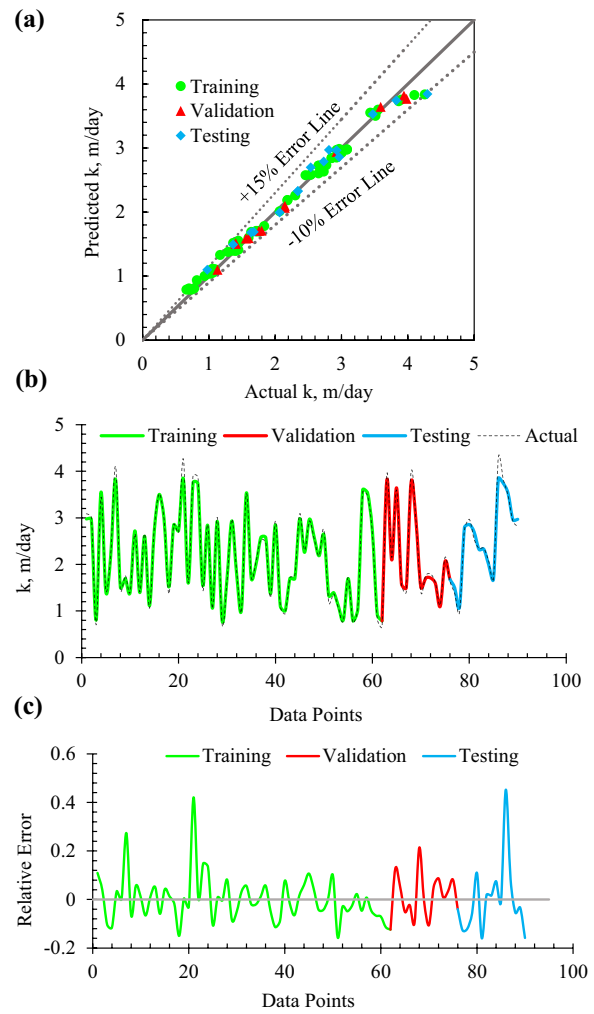 (a)
5
4
3
2
1
0
Predicted k, m/day
Training
Validation
Testing
+15% Error Line
-10% Error Line
0 1 2 3 4 5
Actual k, m/day
(b)
5
4
3
2
1
0
k, m/day
Training Validation Testing Actual
0 20 40 60 80 100
Data Points
(c)
0.6
0.4
0.2
0
-0.2
Relative Error
Training Validation Testing
0 20 40 60 80 100
Data Points